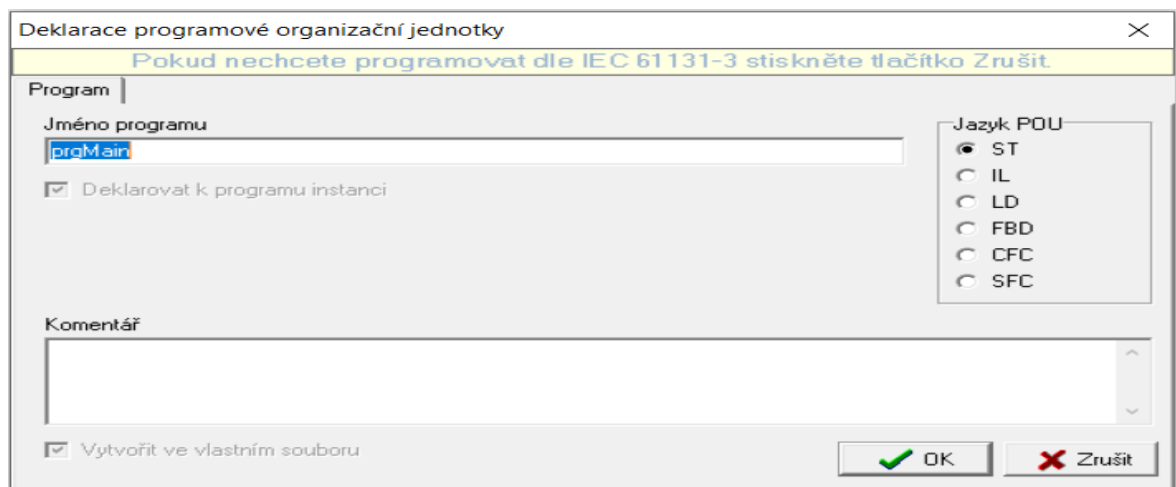 Deklarace programové organizační jednotky
Pokud nechcete programovat dle IEC 61131-3 stiskněte tlačítko Zrušit.
Program
Jméno programu
prgMain
Deklarovat k programu instanci
Jazyk POU
ST
IL
LD
FBD
CFC
SFC
Komentář
Vytvořit ve vlastním souboru
OK
Zrušit